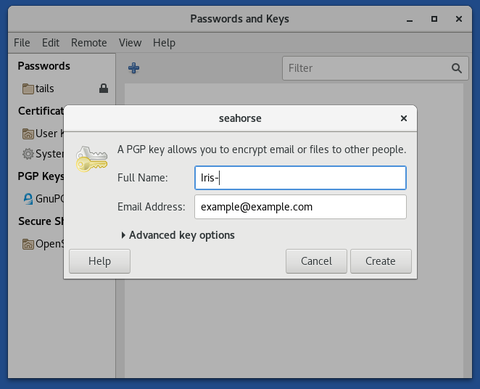 Passwords and Keys
File Edit Remote View Help
Passwords
tails
Filter
Certifica
User K
System
PGP Keys
GnuPG
Secure Sh
OpenS
seahorse
A PGP key allows you to encrypt email or files to other people.
Full Name: Iris-
Email Address: example@example.com
Advanced key options
Help Cancel Create